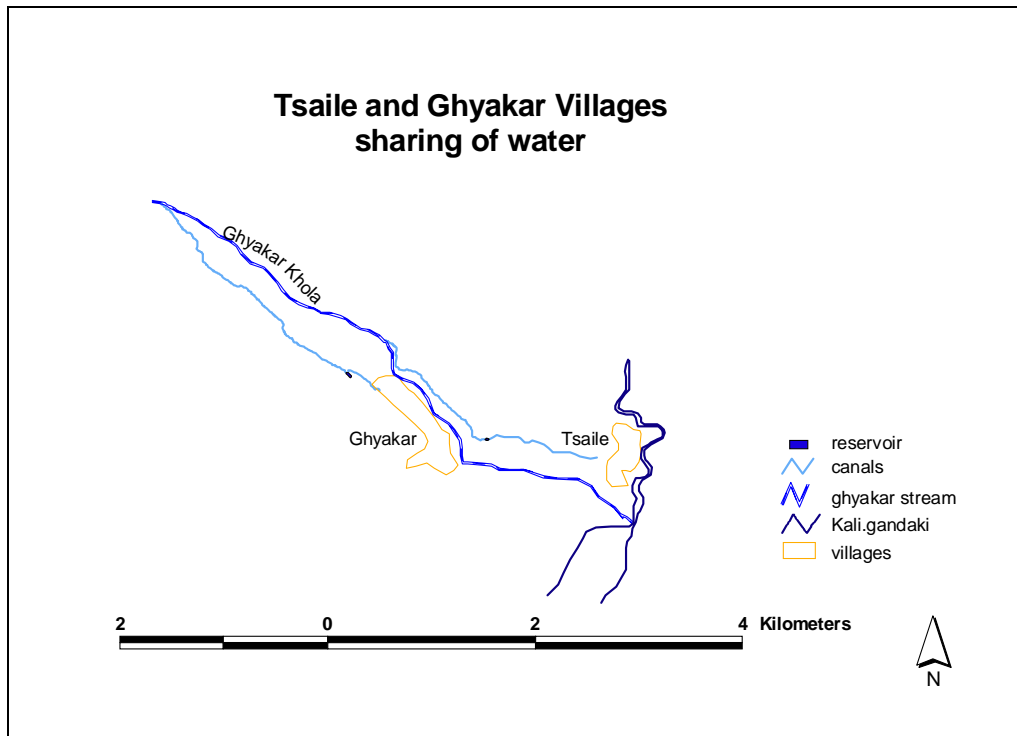 Tsaile and Ghyakar Villages
sharing of water
Ghyakar Khola
Ghyakar
Tsaile
reservoir
canals
ghyakar stream
Kali.gandaki
villages
2 0 2 4 Kilometers
N